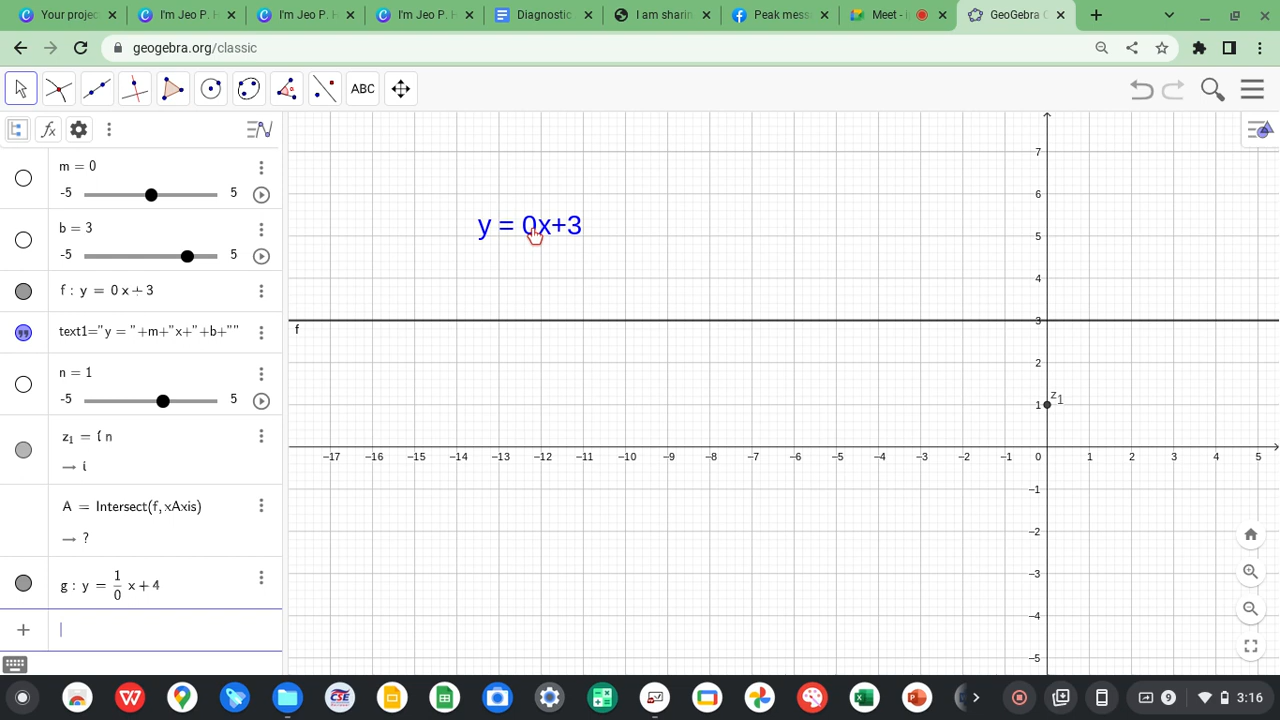 Your projec
I'm Jeo P. H
I'm Jeo P. H
I'm Jeo P. H
Diagnostic
I am sharin
Peak mess
Meet - i
GeoGebra C
geogebra.org/classic
ABC
m = 0
-5 5
b = 3
-5 5
f : y = 0 x + 3
text1="y = "+m+"x+"+b+""
n = 1
-5 5
z₁ = i n
→ i
A = Intersect(f, xAxis)
→ ?
g : y = 1/0 x + 4
y = 0x+3
f
z₁
7
6
5
4
3
2
1
−17 −16 −15 −14 −13 −12 −11 −10 −9 −8 −7 −6 −5 −4 −3 −2 −1 0 1 2 3 4 5
−1
−2
−3
−4
−5
CSE
9
3:16